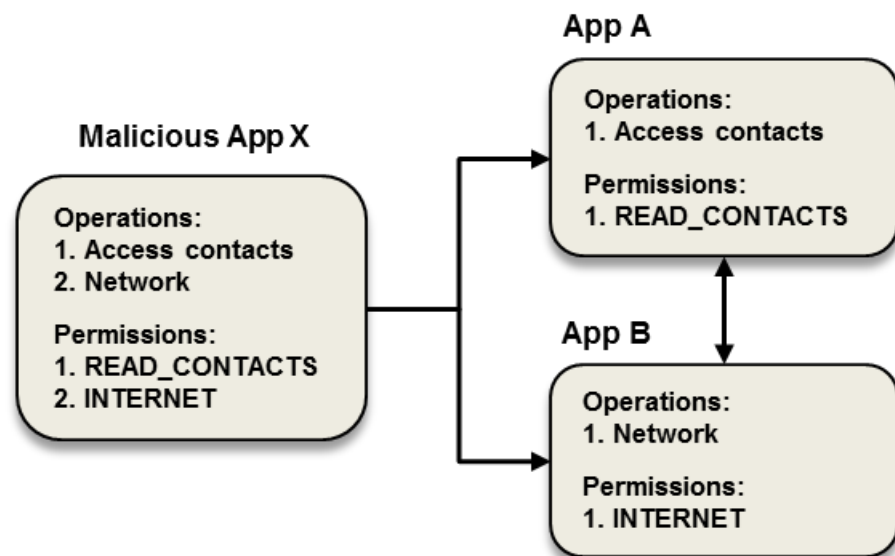 Malicious App X
Operations:
1. Access contacts
2. Network
Permissions:
1. READ_CONTACTS
2. INTERNET
App A
Operations:
1. Access contacts
Permissions:
1. READ_CONTACTS
App B
Operations:
1. Network
Permissions:
1. INTERNET